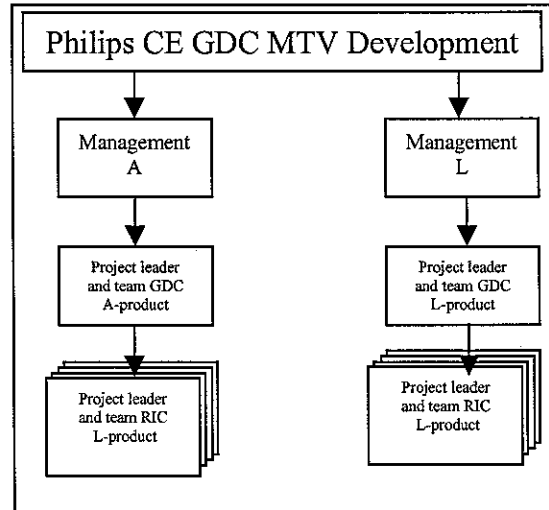 Philips CE GDC MTV Development
Management
A
Management
L
Project leader
and team GDC
A-product
Project leader
and team GDC
L-product
Project leader
and team RIC
L-product
Project leader
and team RIC
L-product